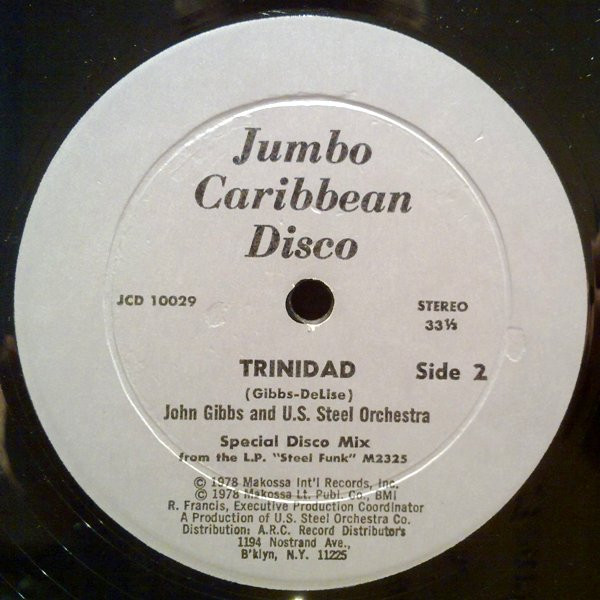 Jumbo
Caribbean
Disco
JCD 10029
STEREO
33⅓
TRINIDAD
Side 2
(Gibbs-DeLise)
John Gibbs and U.S. Steel Orchestra
Special Disco Mix
from the L.P. "Steel Funk" M2325
℗ 1978 Makossa Int'l Records, Inc.
© 1978 Makossa Lt. Publ. Co., BMI
R. Francis, Executive Production Coordinator
A Production of U.S. Steel Orchestra Co.
Distribution: A.R.C. Record Distributors
1194 Nostrand Ave.,
B'klyn, N.Y. 11225